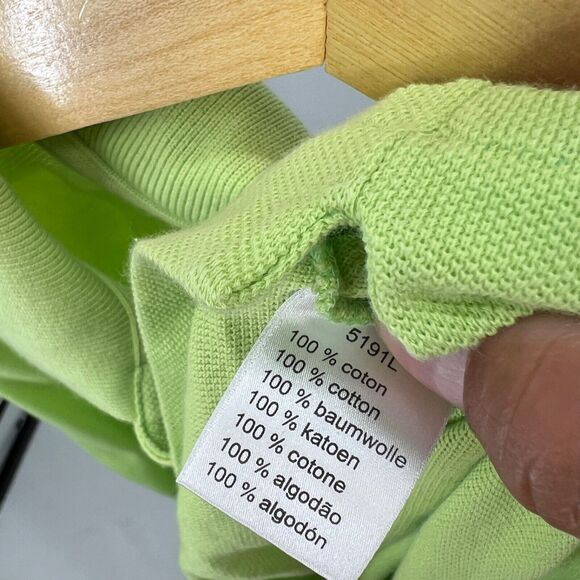 5191L
100 % coton
100 % cotton
100 % baumwolle
100 % katoen
100 % cotone
100 % algodão
100 % algodón